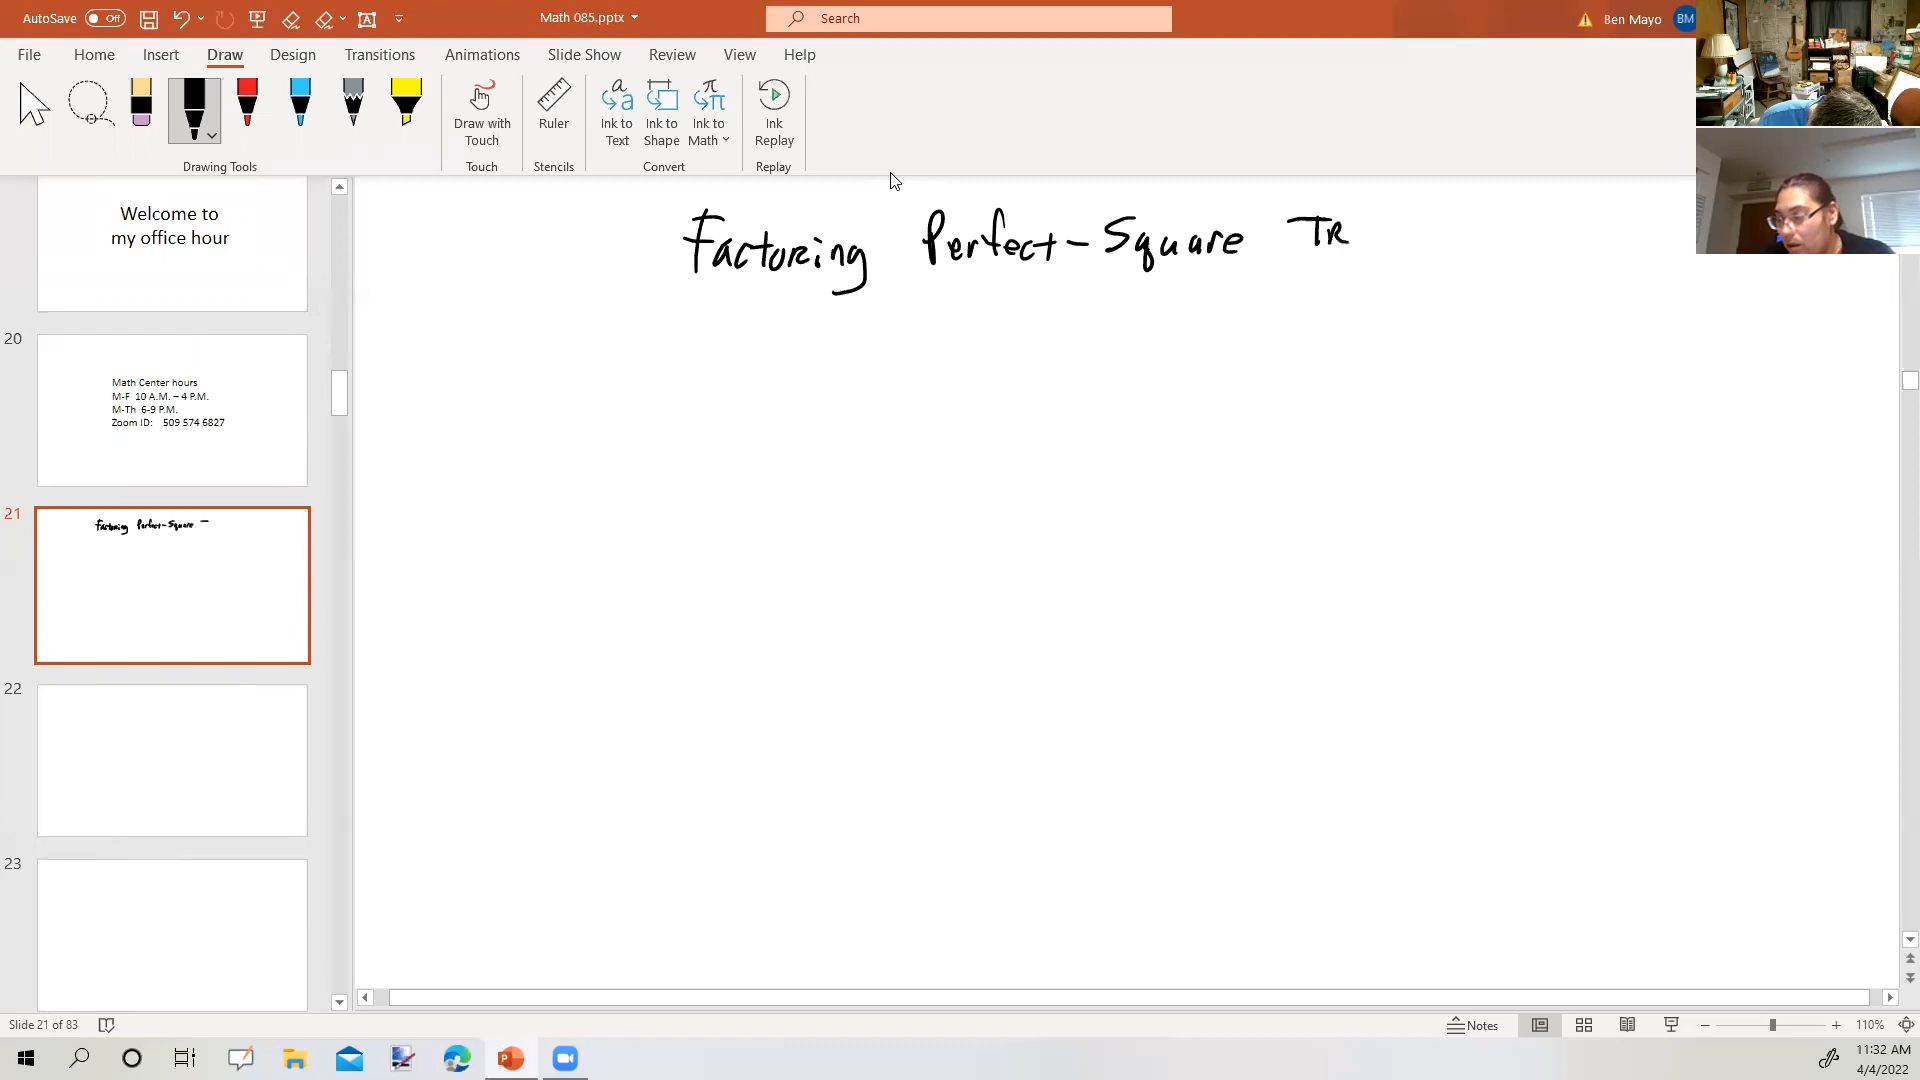 AutoSave Off
Math 085.pptx
Search
Ben Mayo BM
File Home Insert Draw Design Transitions Animations Slide Show Review View Help
Draw with Touch
Ruler
Ink to Text
Ink to Shape
Ink to Math
Ink Replay
Drawing Tools Touch Stencils Convert Replay
Factoring Perfect-Square TR
Welcome to
my office hour
20
Math Center hours
M-F 10 A.M. – 4 P.M.
M-Th 6-9 P.M.
Zoom ID: 509 574 6827
21
Factoring Perfect-Square
22
23
Slide 21 of 83
Notes
110%
11:32 AM
4/4/2022